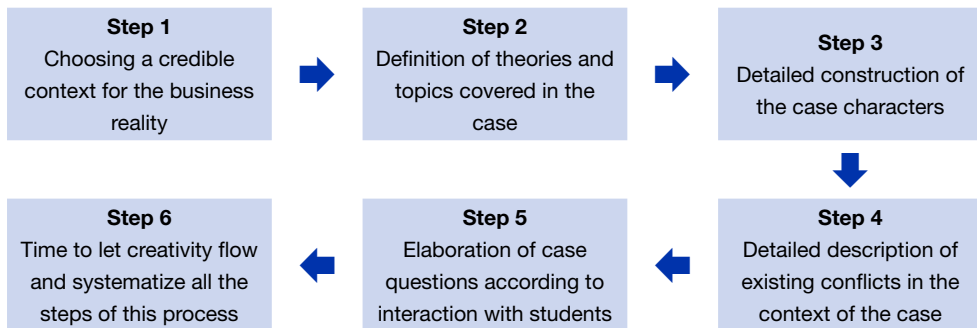 Step 1
Choosing a credible
context for the business
reality
Step 2
Definition of theories and
topics covered in the
case
Step 3
Detailed construction of
the case characters
Step 4
Detailed description of
existing conflicts in the
context of the case
Step 5
Elaboration of case
questions according to
interaction with students
Step 6
Time to let creativity flow
and systematize all the
steps of this process